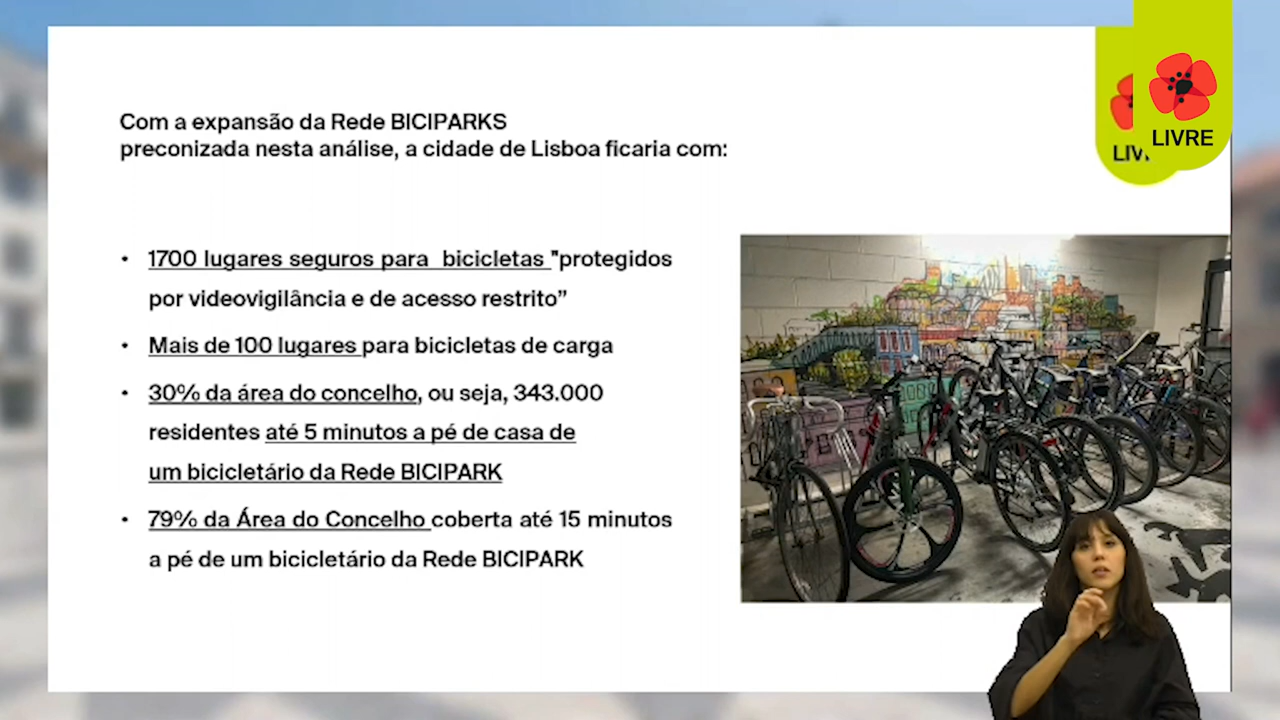 Com a expansão da Rede BICIPARKS
preconizada nesta análise, a cidade de Lisboa ficaria com:
• 1700 lugares seguros para bicicletas "protegidos
por videovigilância e de acesso restrito”
• Mais de 100 lugares para bicicletas de carga
• 30% da área do concelho, ou seja, 343.000
residentes até 5 minutos a pé de casa de
um bicicletário da Rede BICIPARK
• 79% da Área do Concelho coberta até 15 minutos
a pé de um bicicletário da Rede BICIPARK
LIVRE